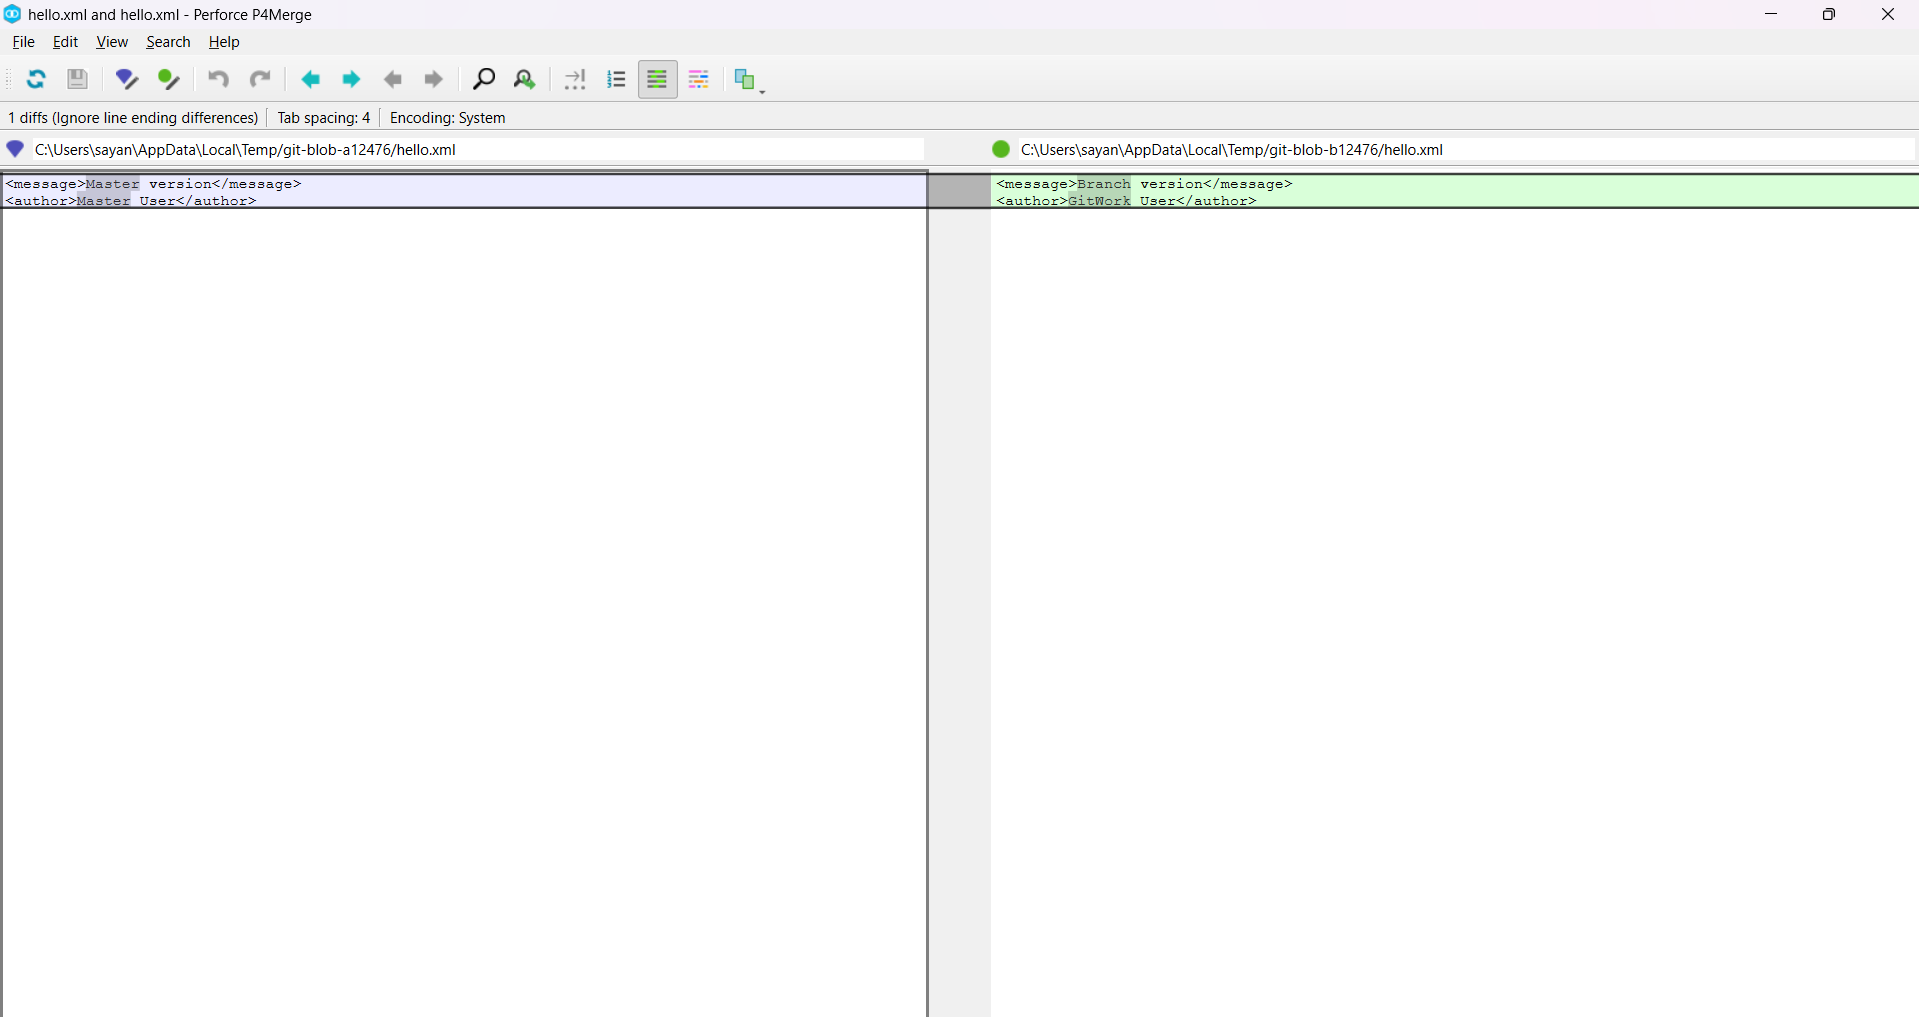 hello.xml and hello.xml - Perforce P4Merge
File Edit View Search Help
1 diffs (Ignore line ending differences) Tab spacing: 4 Encoding: System
C:\Users\sayan\AppData\Local\Temp/git-blob-a12476/hello.xml
C:\Users\sayan\AppData\Local\Temp/git-blob-b12476/hello.xml
<message>Master version</message>
<author>Master User</author>
<message>Branch version</message>
<author>GitWork User</author>